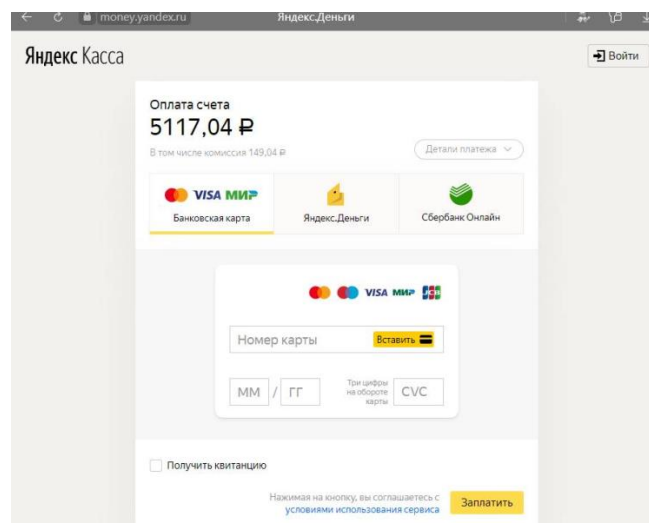 money.yandex.ru Яндекс.Деньги
Яндекс Касса
Войти
Оплата счета
5117,04 ₽
В том числе комиссия 149,04 ₽
Детали платежа
VISA МИР
Банковская карта
Яндекс.Деньги
Сбербанк Онлайн
VISA МИР JCB
Номер карты
Вставить
ММ / ГГ
Три цифры
на обороте
карты
CVC
Получить квитанцию
Нажимая на кнопку, вы соглашаетесь с
условиями использования сервиса
Заплатить